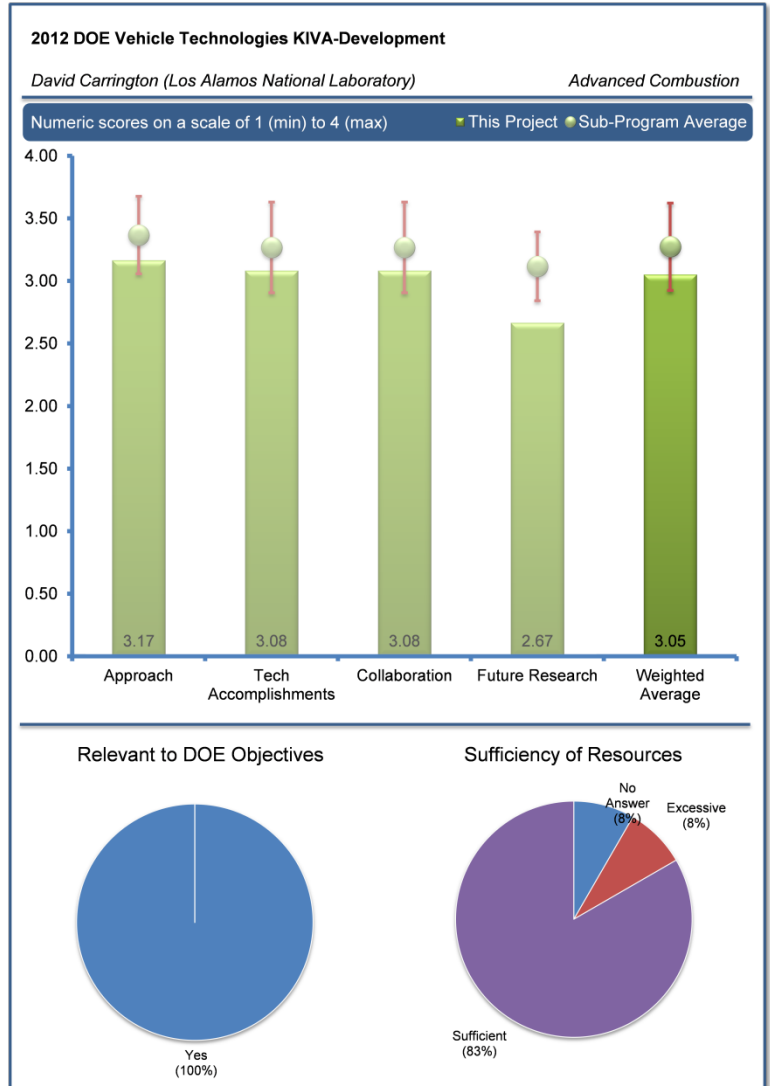 2012 DOE Vehicle Technologies KIVA-Development
David Carrington (Los Alamos National Laboratory) Advanced Combustion
Numeric scores on a scale of 1 (min) to 4 (max) This Project Sub-Program Average
4.00
3.50
3.00
2.50
2.00
1.50
1.00
0.50
0.00
3.17 3.08 3.08 2.67 3.05
Approach Tech Collaboration Future Research Weighted
Accomplishments Average
Relevant to DOE Objectives Sufficiency of Resources
No
Answer
(8%)
Excessive
(8%)
Sufficient
(83%)
Yes
(100%)